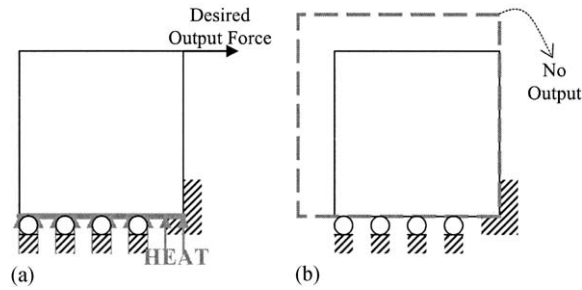 Desired
Output Force
No
Output
HEAT
(a)
(b)